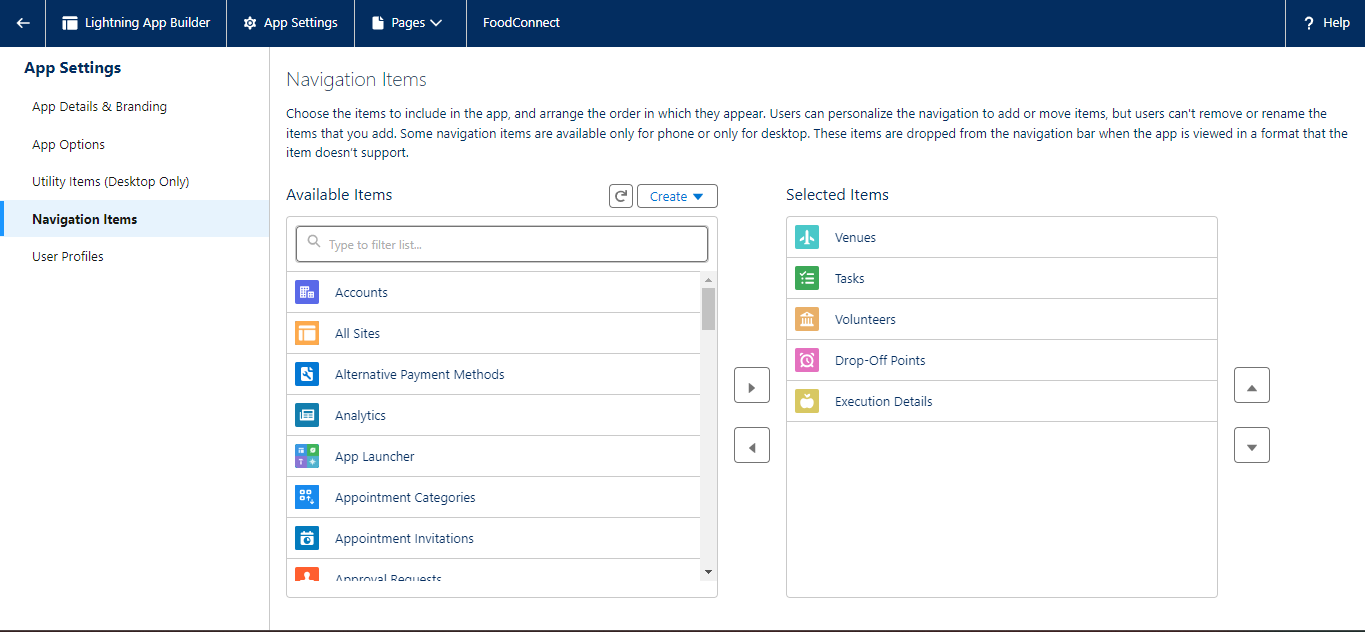 Lightning App Builder
App Settings
Pages
FoodConnect
? Help
App Settings
App Details & Branding
App Options
Utility Items (Desktop Only)
Navigation Items
User Profiles
Navigation Items
Choose the items to include in the app, and arrange the order in which they appear. Users can personalize the navigation to add or move items, but users can't remove or rename the
items that you add. Some navigation items are available only for phone or only for desktop. These items are dropped from the navigation bar when the app is viewed in a format that the
item doesn't support.
Available Items
Create
Type to filter list...
Accounts
All Sites
Alternative Payment Methods
Analytics
App Launcher
Appointment Categories
Appointment Invitations
Approval Requests
Selected Items
Venues
Tasks
Volunteers
Drop-Off Points
Execution Details